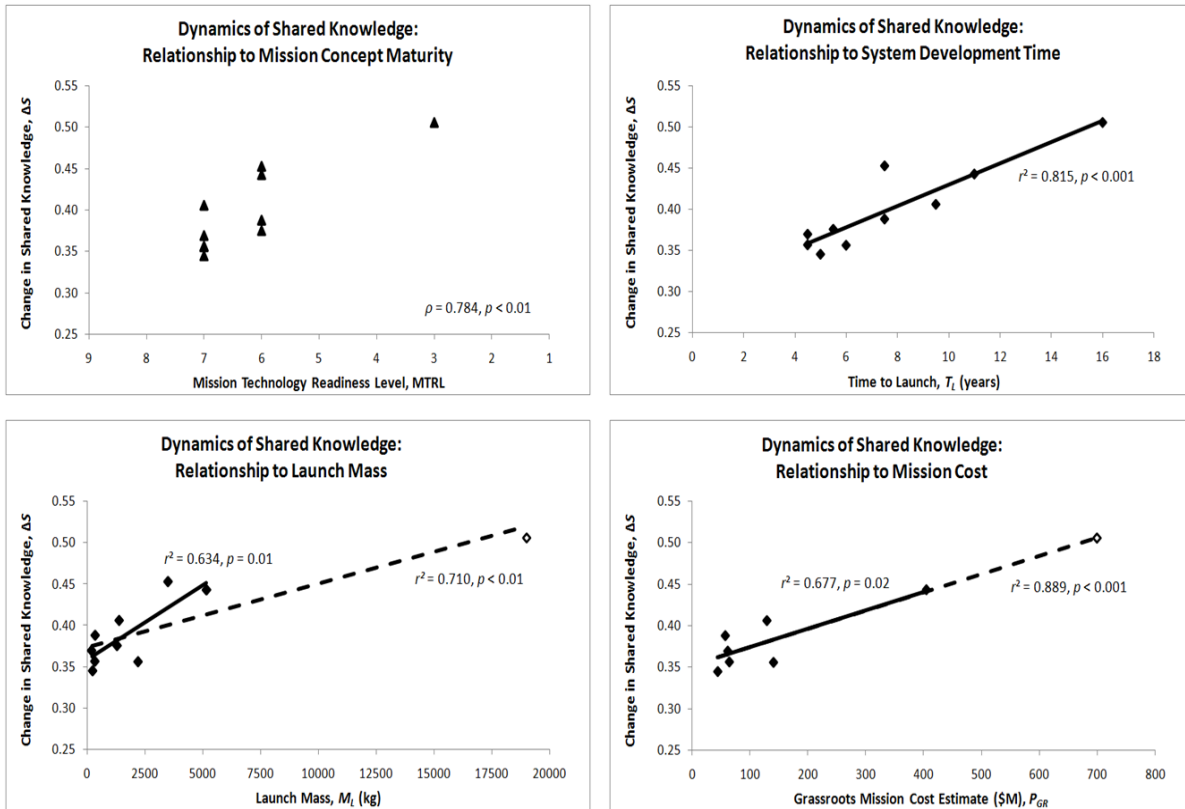 Dynamics of Shared Knowledge:
Relationship to Mission Concept Maturity
Change in Shared Knowledge, ΔS
0.55
0.50
0.45
0.40
0.35
0.30
0.25
ρ = 0.784, p < 0.01
9 8 7 6 5 4 3 2 1
Mission Technology Readiness Level, MTRL
Dynamics of Shared Knowledge:
Relationship to System Development Time
Change in Shared Knowledge, ΔS
0.55
0.50
0.45
0.40
0.35
0.30
0.25
r² = 0.815, p < 0.001
0 2 4 6 8 10 12 14 16 18
Time to Launch, T_L (years)
Dynamics of Shared Knowledge:
Relationship to Launch Mass
Change in Shared Knowledge, ΔS
0.55
0.50
0.45
0.40
0.35
0.30
0.25
r² = 0.634, p = 0.01
r² = 0.710, p < 0.01
0 2500 5000 7500 10000 12500 15000 17500 20000
Launch Mass, M_L (kg)
Dynamics of Shared Knowledge:
Relationship to Mission Cost
Change in Shared Knowledge, ΔS
0.55
0.50
0.45
0.40
0.35
0.30
0.25
r² = 0.677, p = 0.02
r² = 0.889, p < 0.001
0 100 200 300 400 500 600 700 800
Grassroots Mission Cost Estimate ($M), P_GR